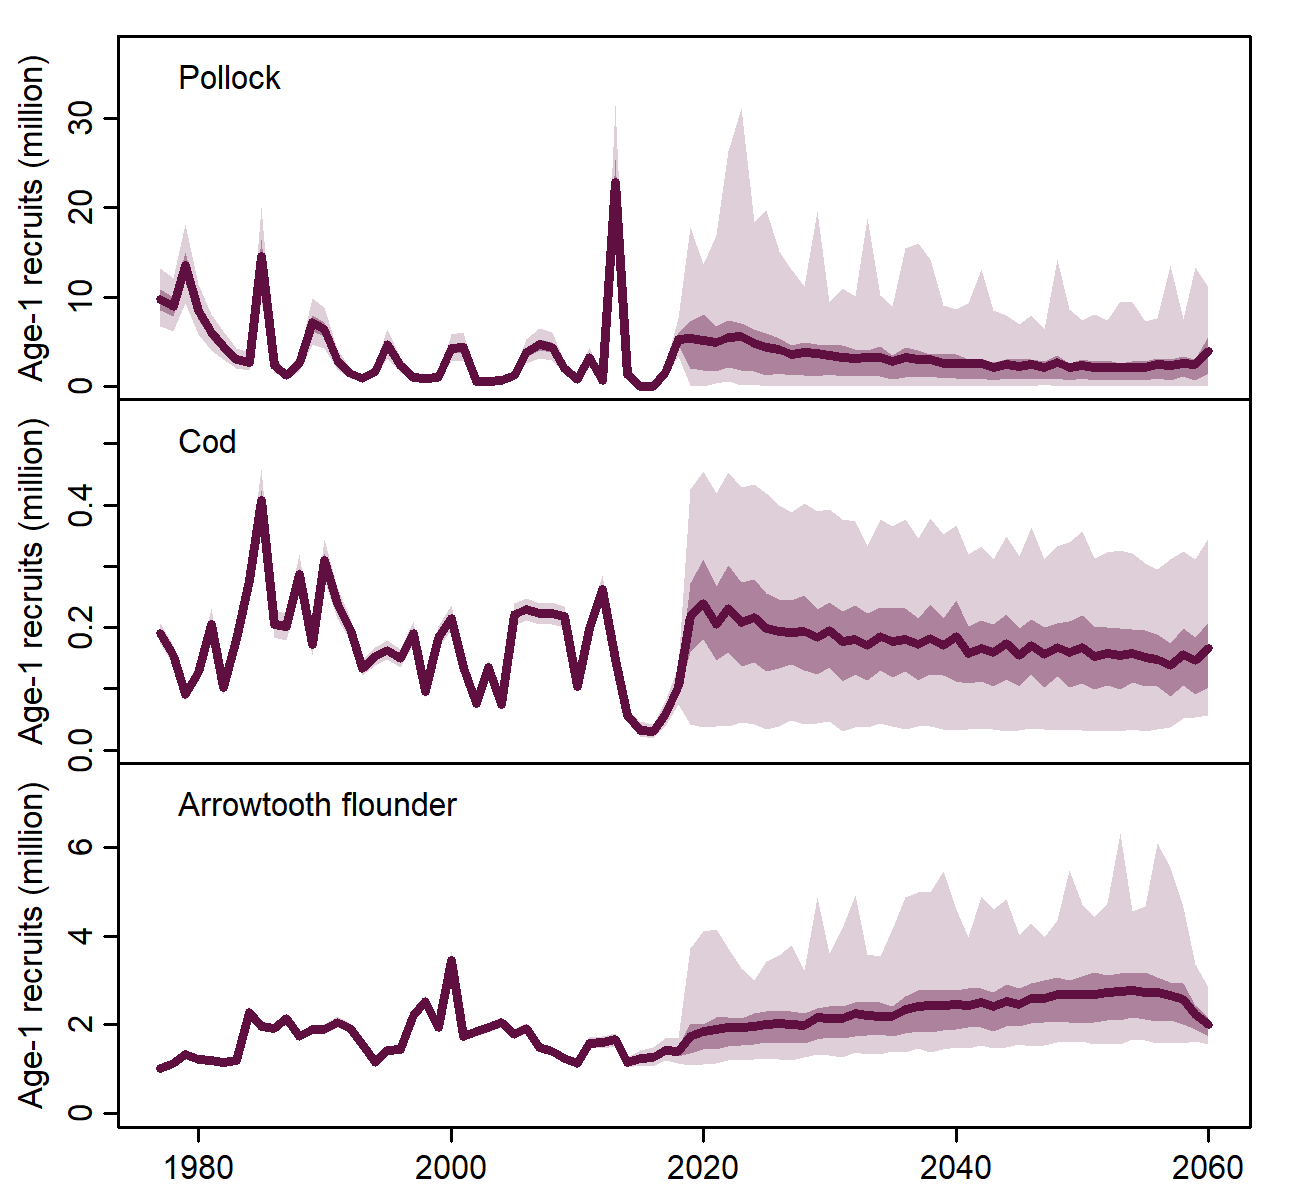 Pollock
Age-1 recruits (million)
30
20
10
0
Cod
Age-1 recruits (million)
0.4
0.2
0.0
Arrowtooth flounder
Age-1 recruits (million)
6
4
2
0
1980 2000 2020 2040 2060